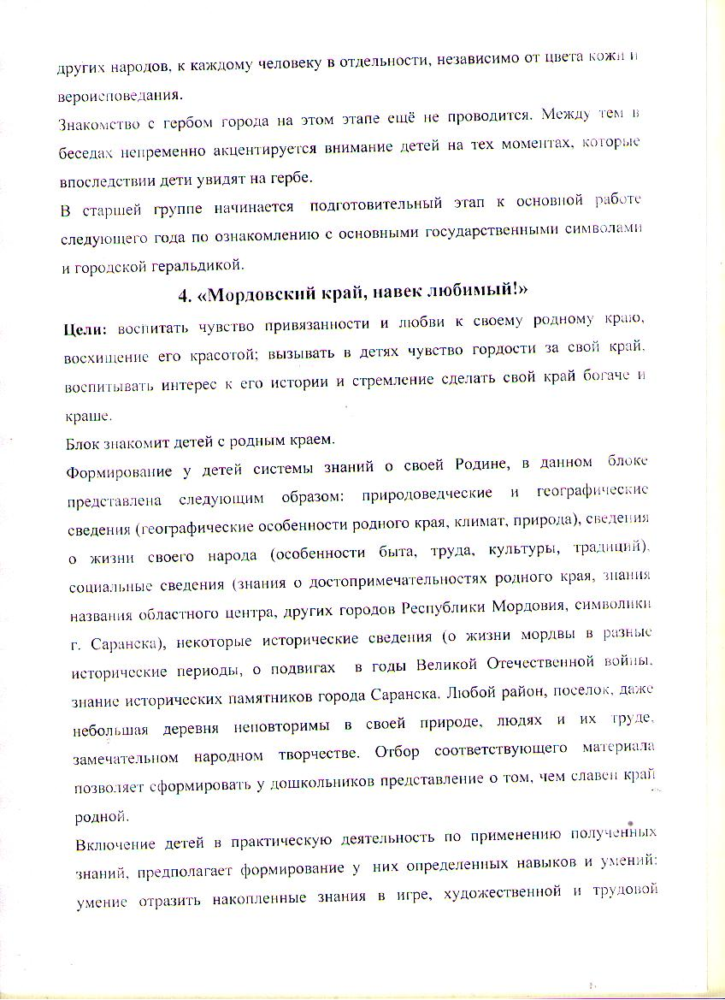 других народов, к каждому человеку в отдельности, независимо от цвета кожи и
вероисповедания.
Знакомство с гербом города на этом этапе ещё не проводится. Между тем в
беседах непременно акцентируется внимание детей на тех моментах, которые
впоследствии дети увидят на гербе.
В старшей группе начинается подготовительный этап к основной работе
следующего года по ознакомлению с основными государственными символами
и городской геральдикой.
4. «Мордовский край, навек любимый!»
Цели: воспитать чувство привязанности и любви к своему родному краю,
восхищение его красотой; вызывать в детях чувство гордости за свой край,
воспитывать интерес к его истории и стремление сделать свой край богаче и
краше.
Блок знакомит детей с родным краем.
Формирование у детей системы знаний о своей Родине, в данном блоке
представлена следующим образом: природоведческие и географические
сведения (географические особенности родного края, климат, природа), сведения
о жизни своего народа (особенности быта, труда, культуры, традиций),
социальные сведения (знания о достопримечательностях родного края, знания
названия областного центра, других городов Республики Мордовия, символики
г. Саранска), некоторые исторические сведения (о жизни мордвы в разные
исторические периоды, о подвигах в годы Великой Отечественной войны,
знание исторических памятников города Саранска. Любой район, поселок, даже
небольшая деревня неповторимы в своей природе, людях и их труде,
замечательном народном творчестве. Отбор соответствующего материала
позволяет сформировать у дошкольников представление о том, чем славен край
родной.
Включение детей в практическую деятельность по применению полученных
знаний, предполагает формирование у них определенных навыков и умений:
умение отразить накопленные знания в игре, художественной и трудовой